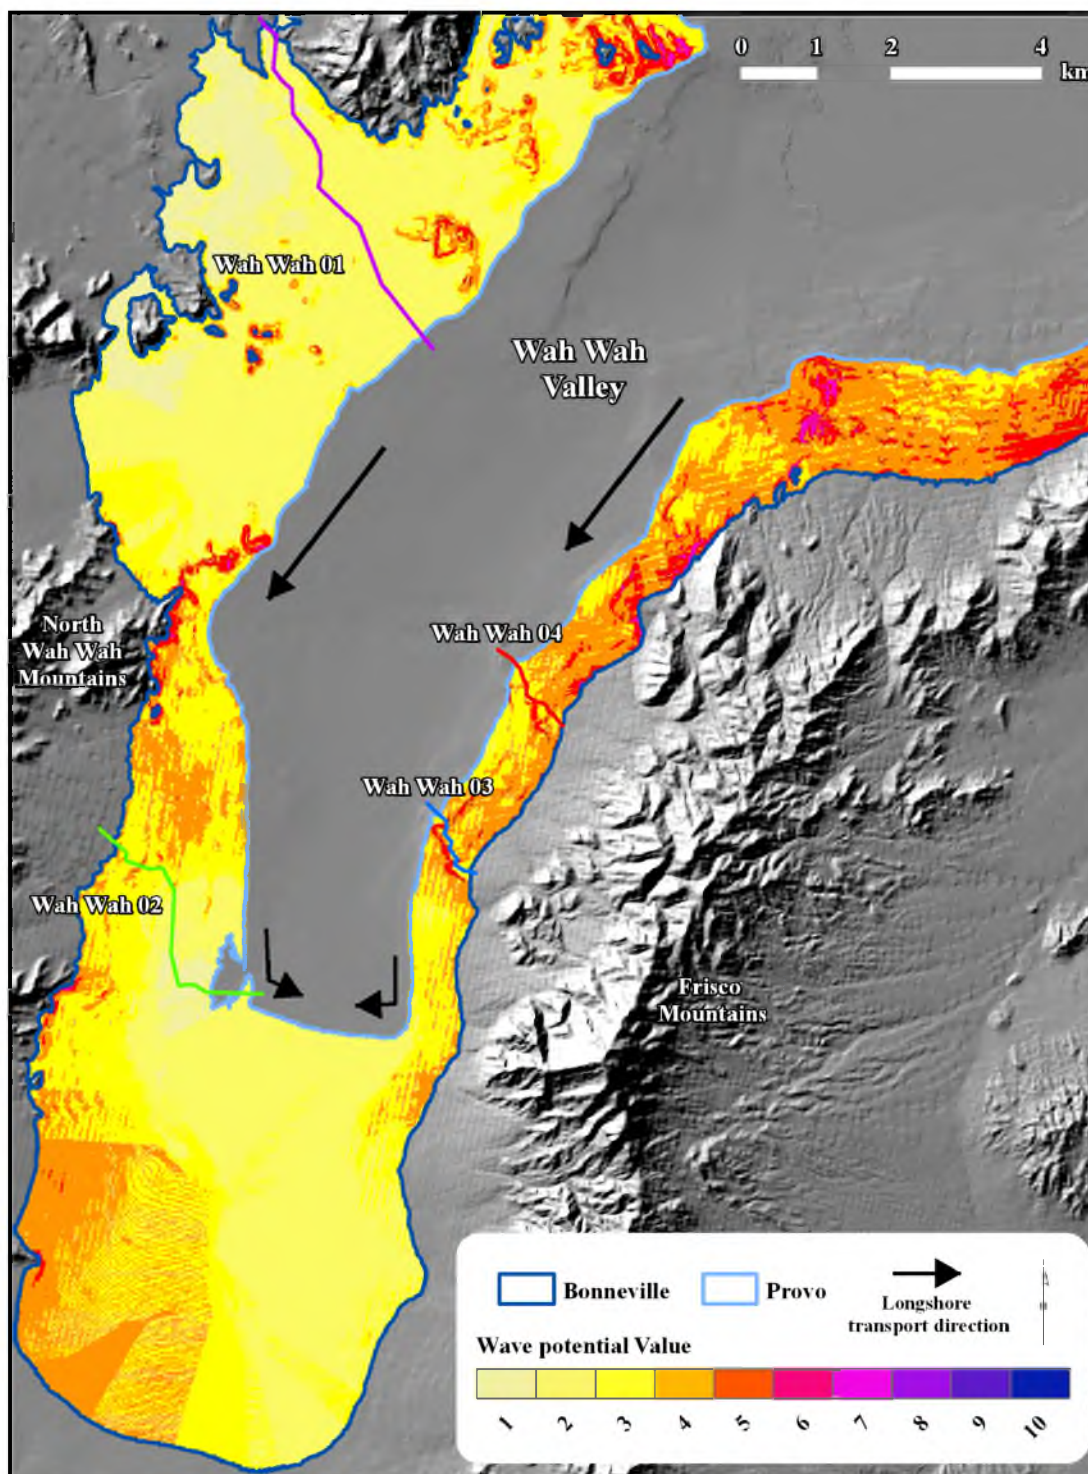 0 1 2 4
km
Wah Wah 01
Wah Wah
Valley
North
Wah Wah
Mountains
Wah Wah 04
Wah Wah 03
Wah Wah 02
Frisco
Mountains
Bonneville
Provo
Longshore
transport direction
Wave potential Value
1 2 3 4 5 6 7 8 9 10